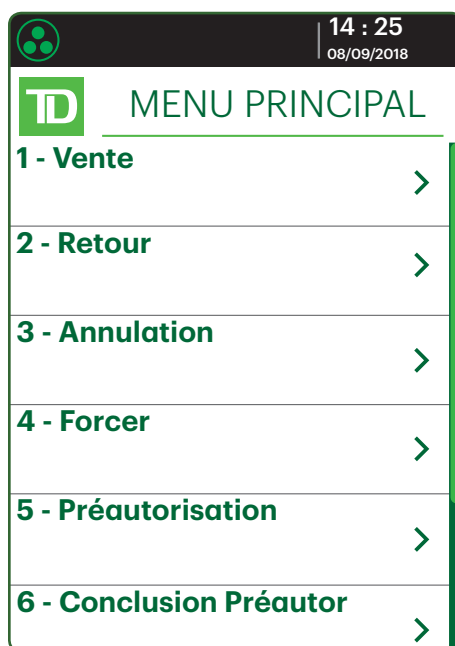 14 : 25
08/09/2018
TD
MENU PRINCIPAL
1 - Vente
2 - Retour
3 - Annulation
4 - Forcer
5 - Préautorisation
6 - Conclusion Préautor